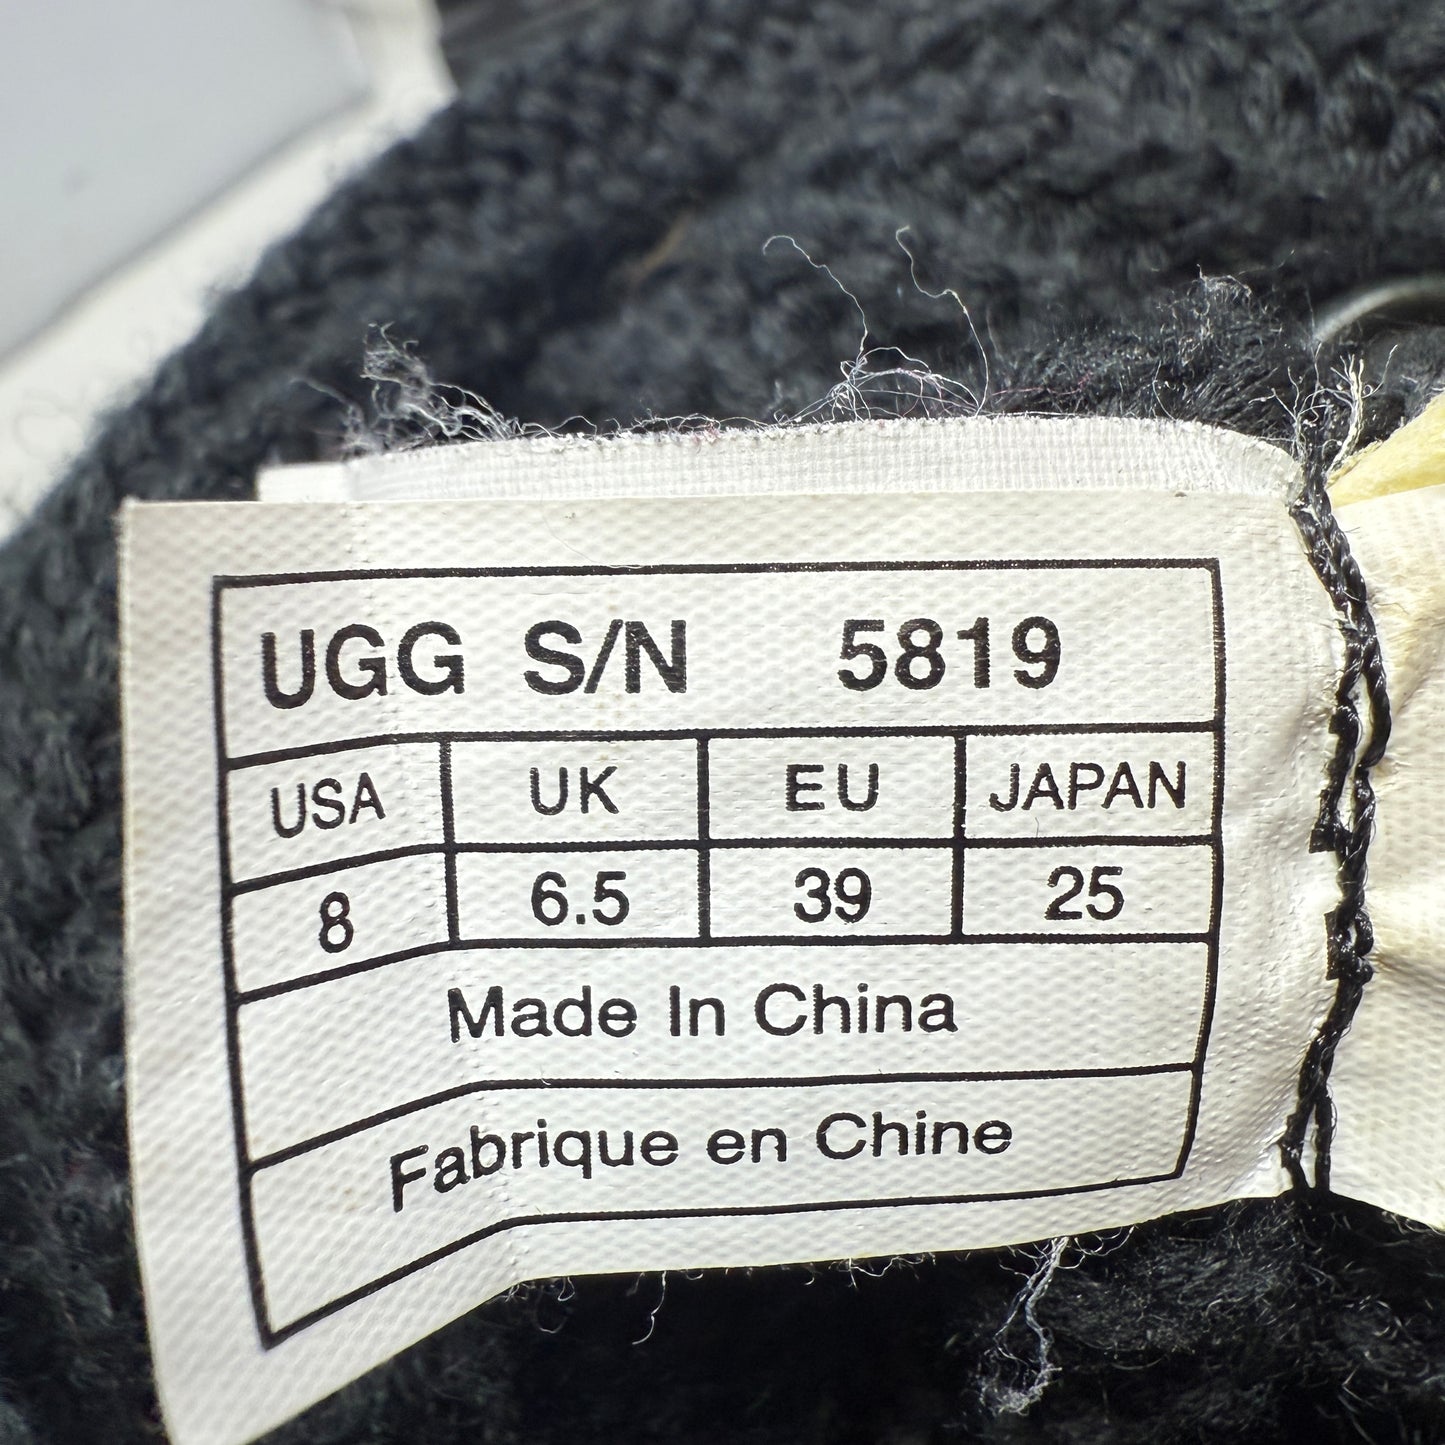 UGG S/N 5819
USA UK EU JAPAN
8 6.5 39 25
Made In China
Fabrique en Chine